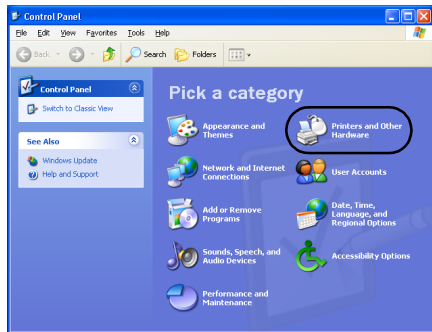 Control Panel
File Edit View Favorites Tools Help
Back Search Folders
Control Panel
Switch to Classic View
See Also
Windows Update
Help and Support
Pick a category
Appearance and
Themes
Printers and Other
Hardware
Network and Internet
Connections
User Accounts
Add or Remove
Programs
Date, Time,
Language, and
Regional Options
Sounds, Speech, and
Audio Devices
Accessibility Options
Performance and
Maintenance